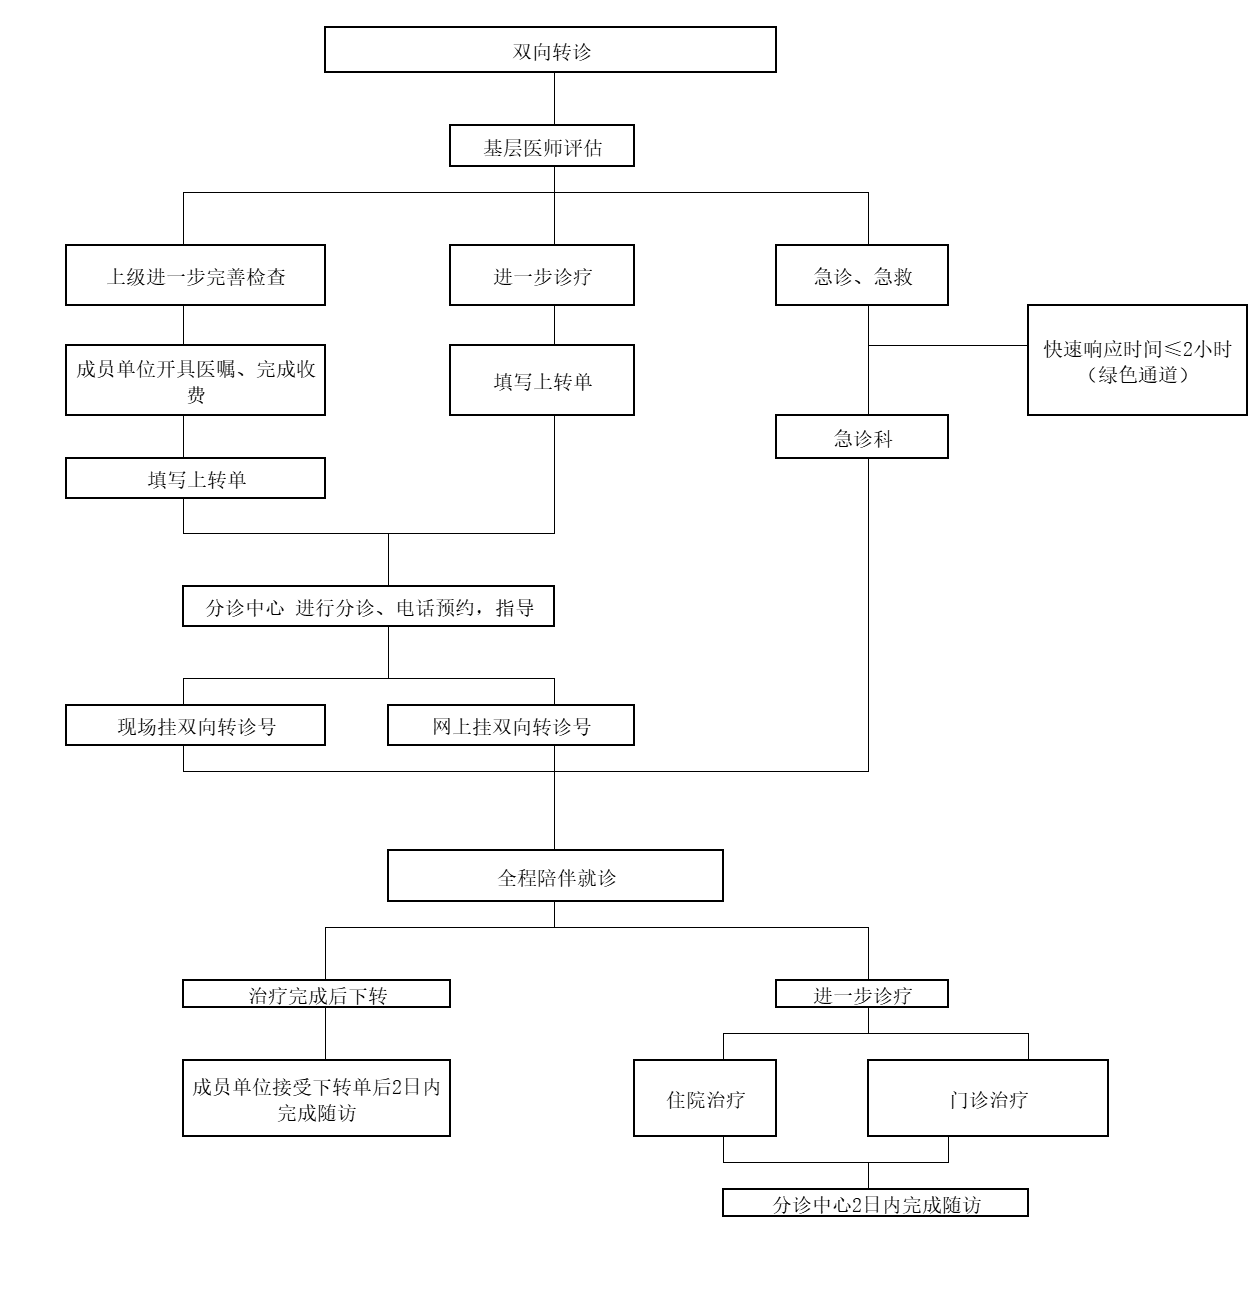 双向转诊
基层医师评估
上级进一步完善检查
进一步诊疗
急诊、急救
成员单位开具医嘱、完成收
费
填写上转单
快速响应时间≤2小时
（绿色通道）
急诊科
填写上转单
分诊中心 进行分诊、电话预约，指导
现场挂双向转诊号
网上挂双向转诊号
全程陪伴就诊
治疗完成后下转
进一步诊疗
成员单位接受下转单后2日内
完成随访
住院治疗
门诊治疗
分诊中心2日内完成随访